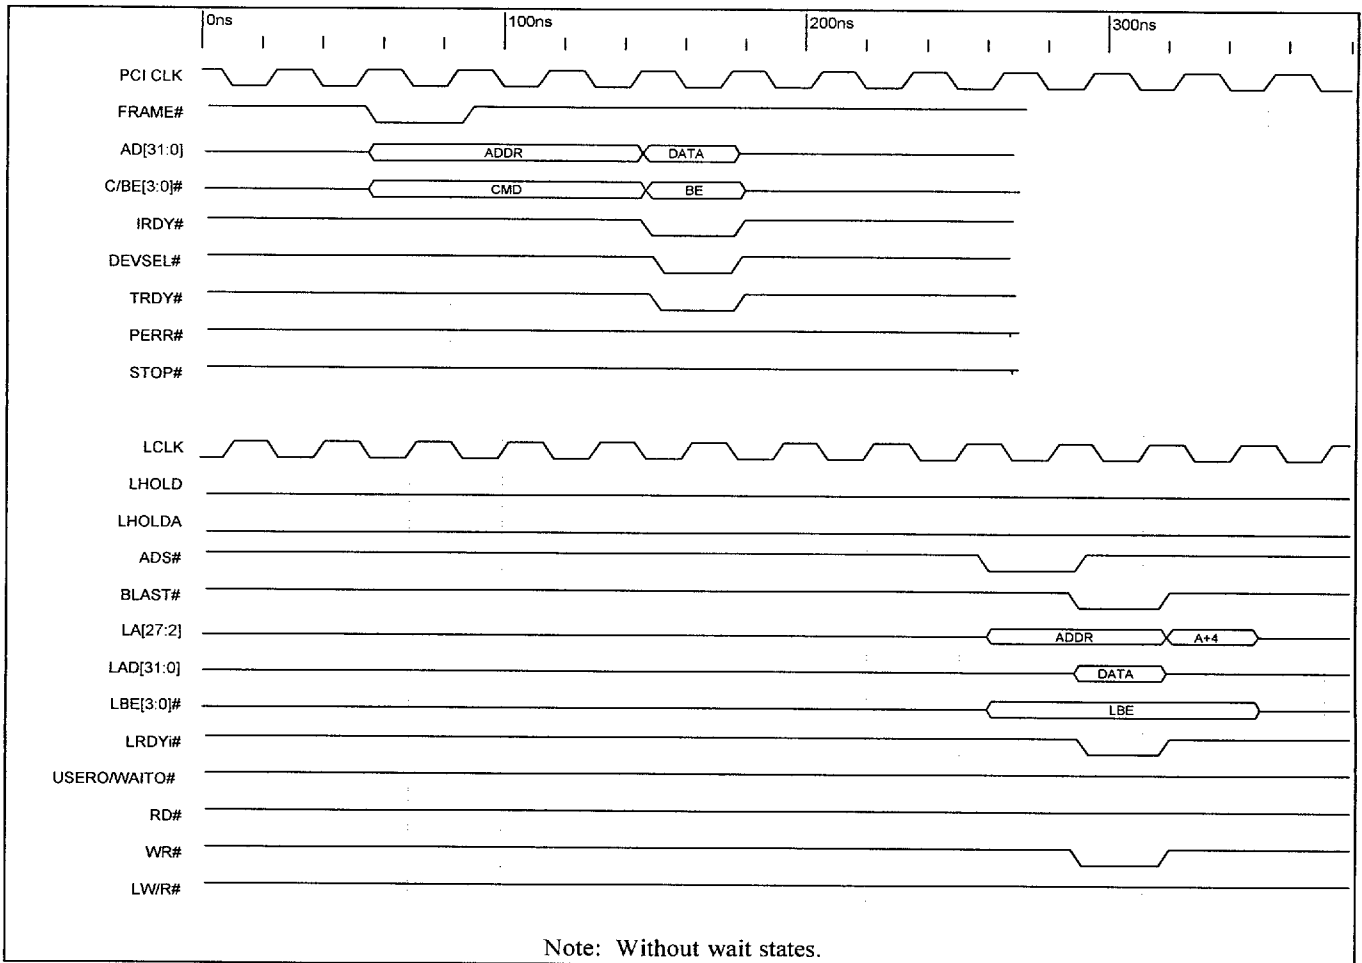 0ns 100ns 200ns 300ns
PCI CLK
FRAME#
AD[31:0] ADDR DATA
C/BE[3:0]# CMD BE
IRDY#
DEVSEL#
TRDY#
PERR#
STOP#
LCLK
LHOLD
LHOLDA
ADS#
BLAST#
LA[27:2] ADDR A+4
LAD[31:0] DATA
LBE[3:0]# LBE
LRDYi#
USERO/WAITO#
RD#
WR#
LW/R#
Note: Without wait states.